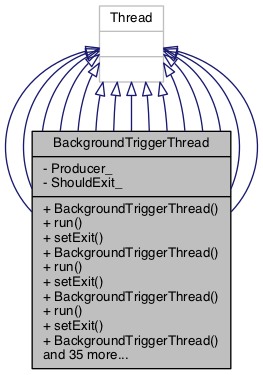 Thread
BackgroundTriggerThread
- Producer_
- ShouldExit_
+ BackgroundTriggerThread()
+ run()
+ setExit()
+ BackgroundTriggerThread()
+ run()
+ setExit()
+ BackgroundTriggerThread()
+ run()
+ setExit()
+ BackgroundTriggerThread()
and 35 more...